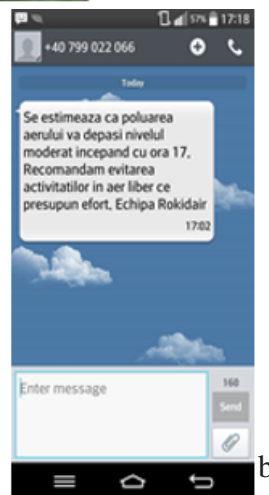 57% 17:18
+40 799 022 066
Today
Se estimeaza ca poluarea
aerului va depasi nivelul
moderat incepand cu ora 17,
Recomandam evitarea
activitatilor in aer liber ce
presupun efort, Echipa Rokidair
17:02
Enter message
160
Send
b